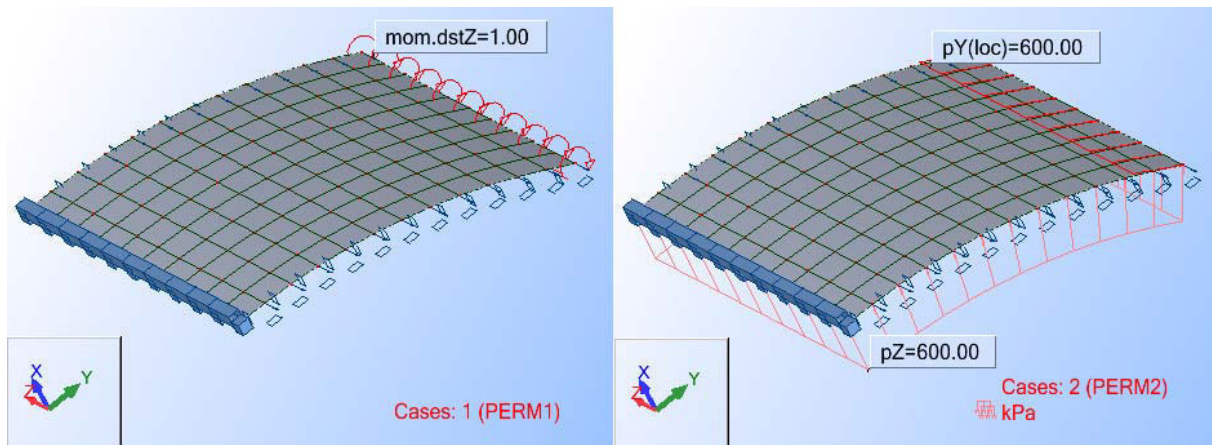 mom.dstZ=1.00
X
Y
Z
Cases: 1 (PERM1)
pY(loc)=600.00
pZ=600.00
X
Y
Z
Cases: 2 (PERM2)
kPa